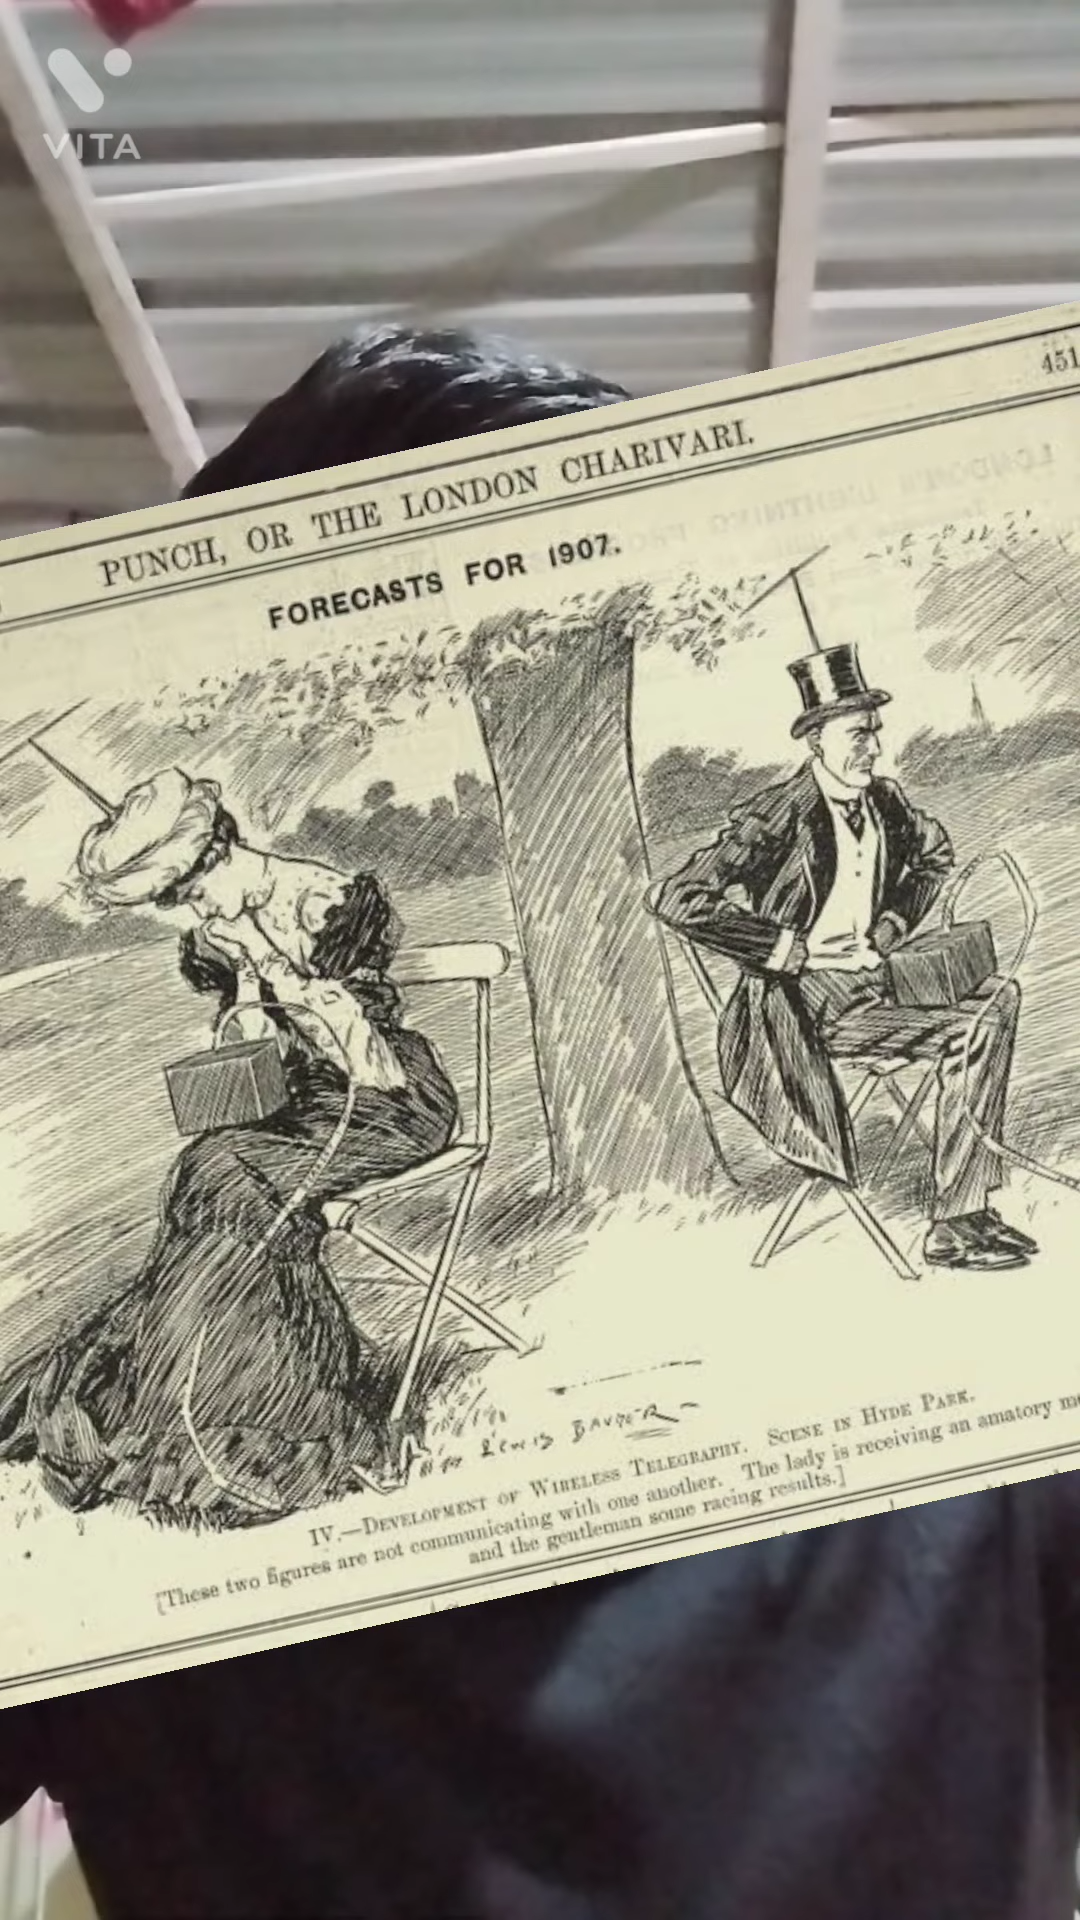 VITA
451
PUNCH, OR THE LONDON CHARIVARI.
FORECASTS FOR 1907.
Lewis Baumer
IV.—Development of Wireless Telegraphy. Scene in Hyde Park.
[These two figures are not communicating with one another. The lady is receiving an amatory
and the gentleman some racing results.]